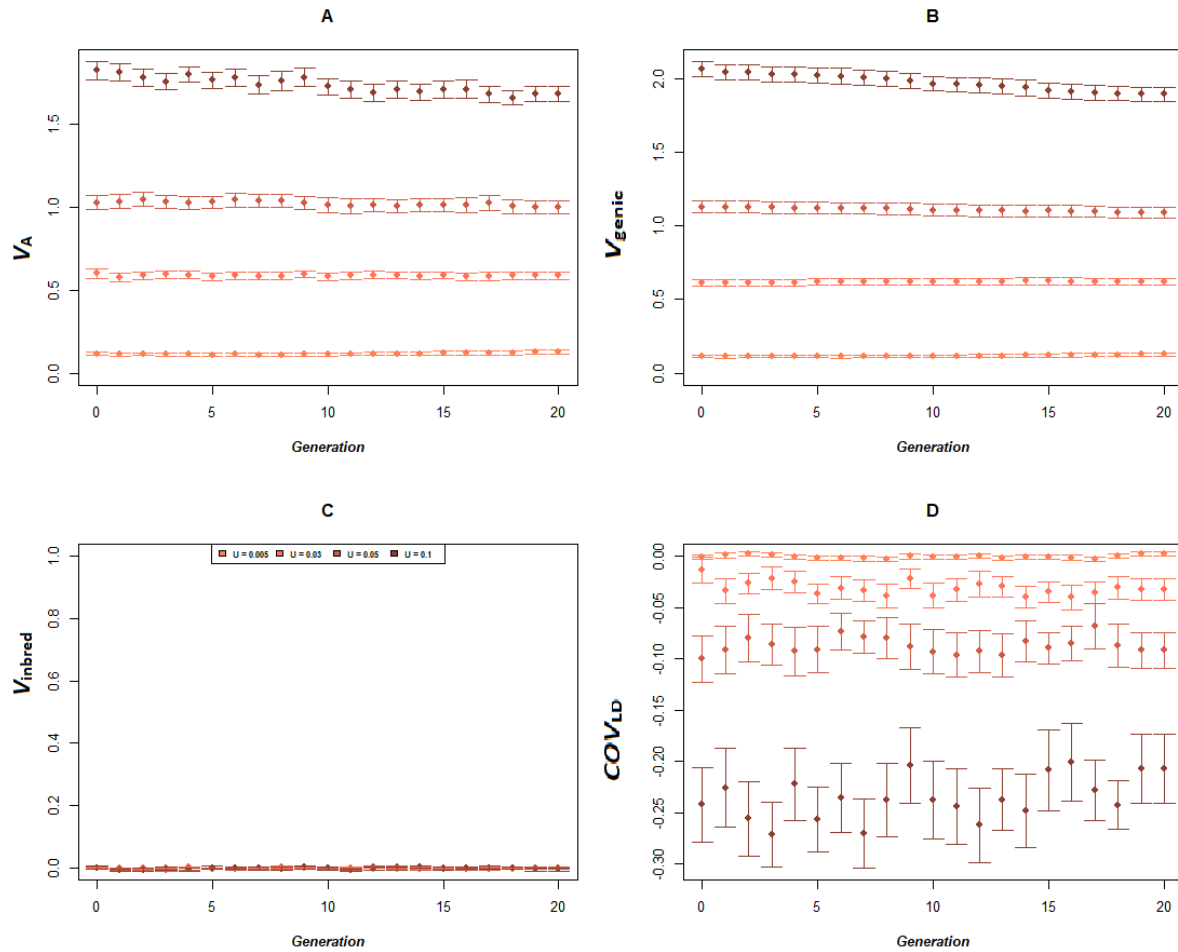 A
V_A
0.0 0.5 1.0 1.5
0 5 10 15 20
Generation
B
V_genic
0.0 0.5 1.0 1.5 2.0
0 5 10 15 20
Generation
C
V_inbred
0.0 0.2 0.4 0.6 0.8 1.0
U = 0.005 U = 0.03 U = 0.05 U = 0.1
0 5 10 15 20
Generation
D
COV_LD
-0.30 -0.25 -0.20 -0.15 -0.10 -0.05 0.00
0 5 10 15 20
Generation